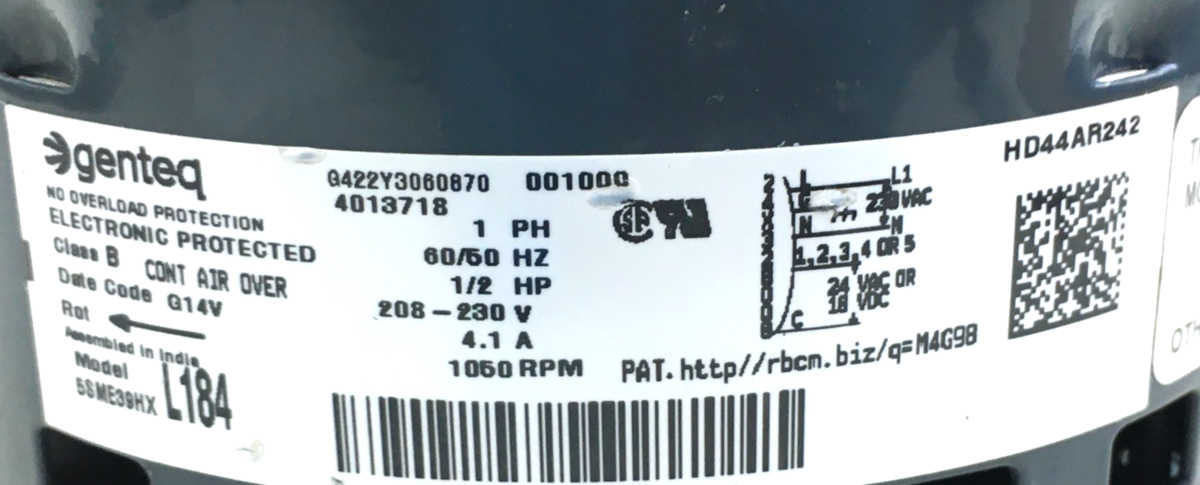 genteq
NO OVERLOAD PROTECTION
ELECTRONIC PROTECTED
Class B CONT AIR OVER
Date Code G14V
Rot
Assembled in India
Model
5SME39HX L184
G422Y3060870 001000
4013718
1 PH
60/50 HZ
1/2 HP
208-230 V
4.1 A
1050 RPM
L1
G 230 VAC
N N
1,2,3,4 OR 5
24 VAC OR
18 VDC
C
PAT. http//rbcm.biz/q=M4G98
HD44AR242